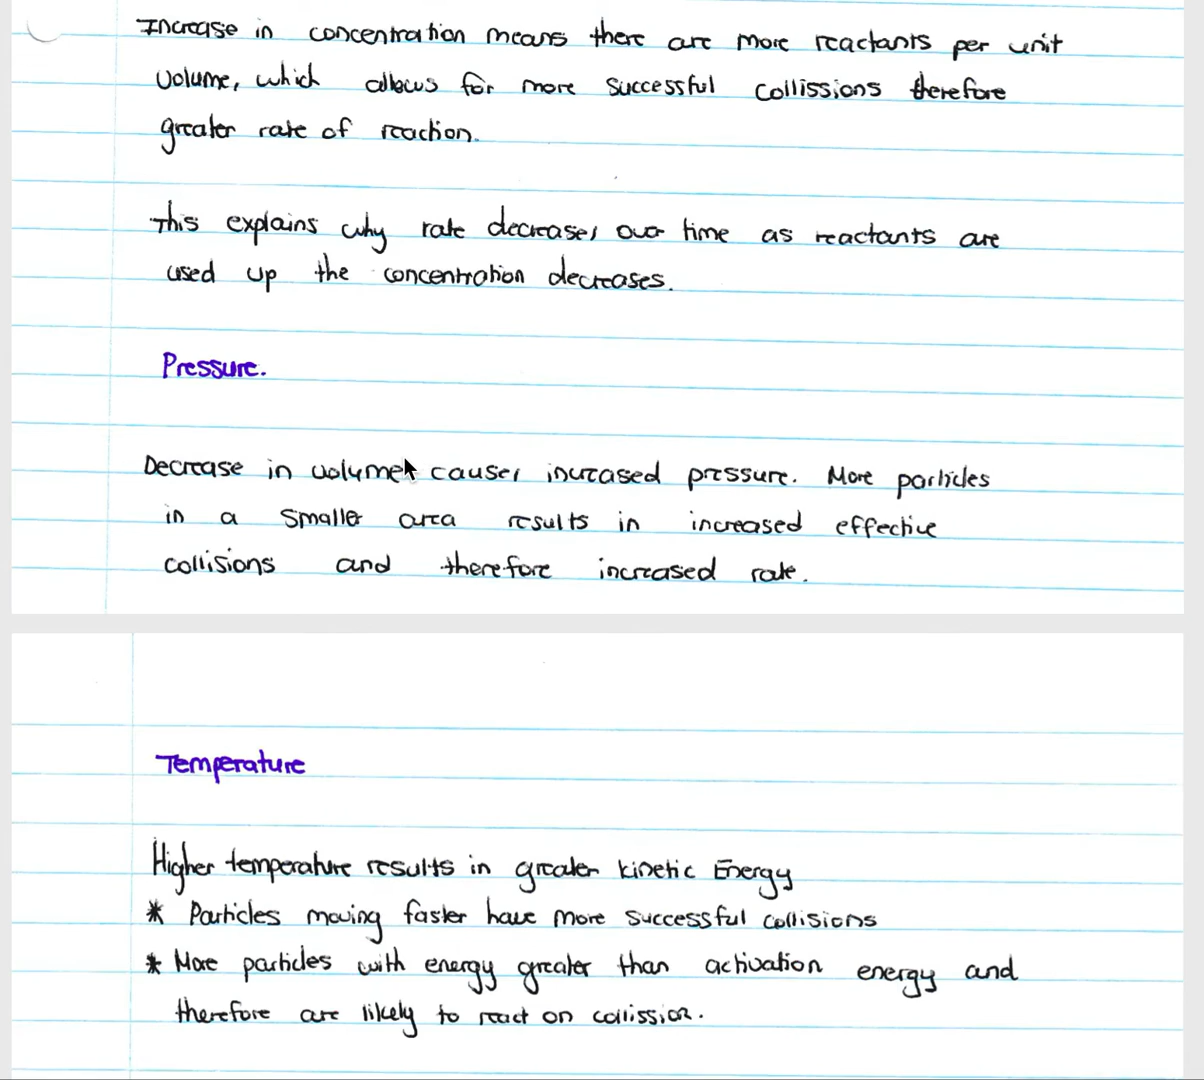 Increase in concentration means there are more reactants per unit
volume, which allows for more successful collissions therefore
greater rate of reaction.
This explains why rate decreases over time as reactants are
used up the concentration decreases.
Pressure.
Decrease in volume causes increased pressure. More particles
in a smaller area results in increased effective
collisions and therefore increased rate.
Temperature
Higher temperature results in greater kinetic Energy
* Particles moving faster have more successful collisions
* More particles with energy greater than activation energy and
therefore are likely to react on collission.